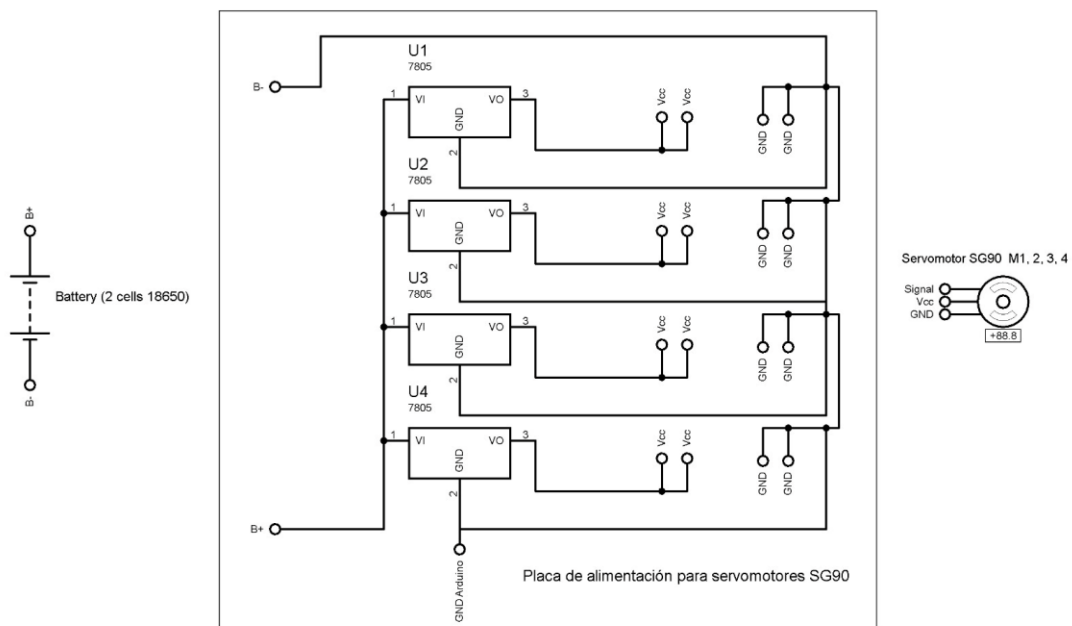 B+
Battery (2 cells 18650)
B-
B-
U1
7805
1
VI
VO
3
GND
2
Vcc
Vcc
GND
GND
U2
7805
1
VI
VO
3
GND
2
Vcc
Vcc
GND
GND
U3
7805
1
VI
VO
3
GND
2
Vcc
Vcc
GND
GND
U4
7805
1
VI
VO
3
GND
2
Vcc
Vcc
GND
GND
B+
GND Arduino
Placa de alimentación para servomotores SG90
Servomotor SG90 M1, 2, 3, 4
Signal
Vcc
GND
+88.8